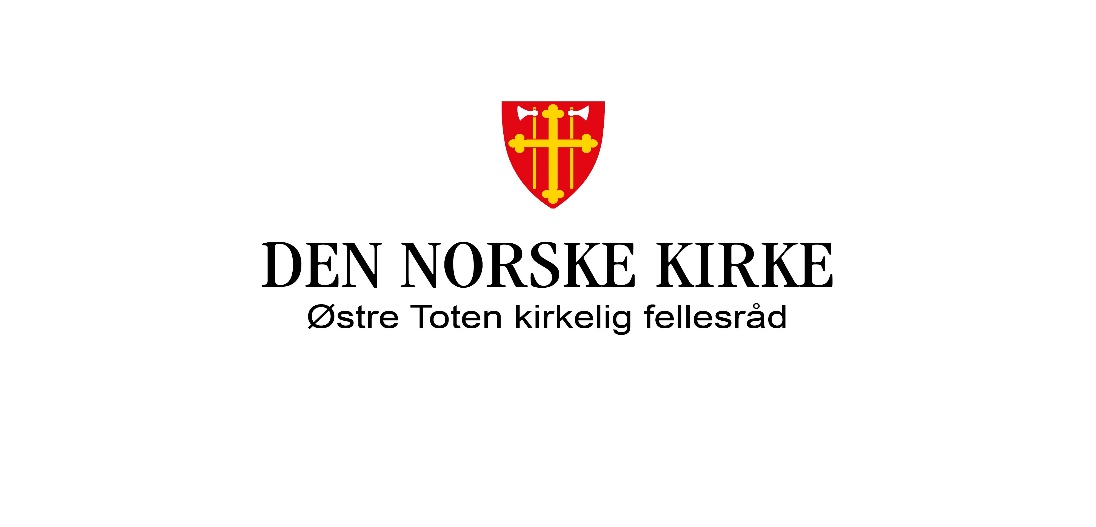 DEN NORSKE KIRKE
Østre Toten kirkelig fellesråd